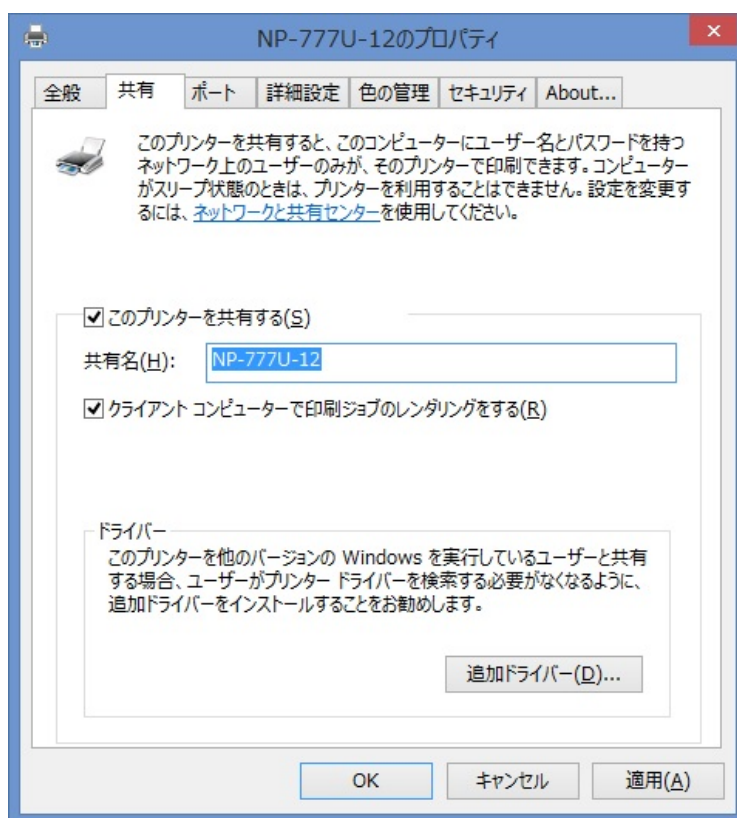 NP-777U-12のプロパティ
全般 共有 ポート 詳細設定 色の管理 セキュリティ About...
このプリンターを共有すると、このコンピューターにユーザー名とパスワードを持つ
ネットワーク上のユーザーのみが、そのプリンターで印刷できます。コンピューター
がスリープ状態のときは、プリンターを利用することはできません。設定を変更す
るには、ネットワークと共有センターを使用してください。
このプリンターを共有する(S)
共有名(H): NP-777U-12
クライアント コンピューターで印刷ジョブのレンダリングをする(R)
ドライバー
このプリンターを他のバージョンの Windows を実行しているユーザーと共有
する場合、ユーザーがプリンター ドライバーを検索する必要がなくなるように、
追加ドライバーをインストールすることをお勧めします。
追加ドライバー(D)...
OK キャンセル 適用(A)